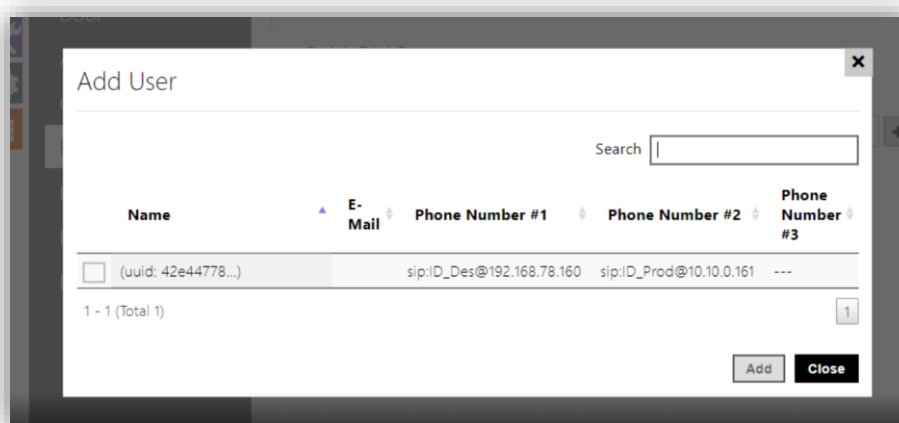 Add User
Search
Name
E-
Mail
Phone Number #1
Phone Number #2
Phone
Number
#3
(uuid: 42e44778...)
sip:ID_Des@192.168.78.160
sip:ID_Prod@10.10.0.161
---
1 - 1 (Total 1)
1
Add
Close